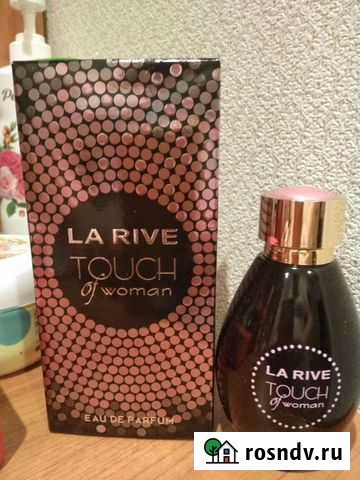 LA RIVE
TOUCH
of woman
EAU DE PARFUM
LA RIVE
TOUCH
of woman
rosndv.ru